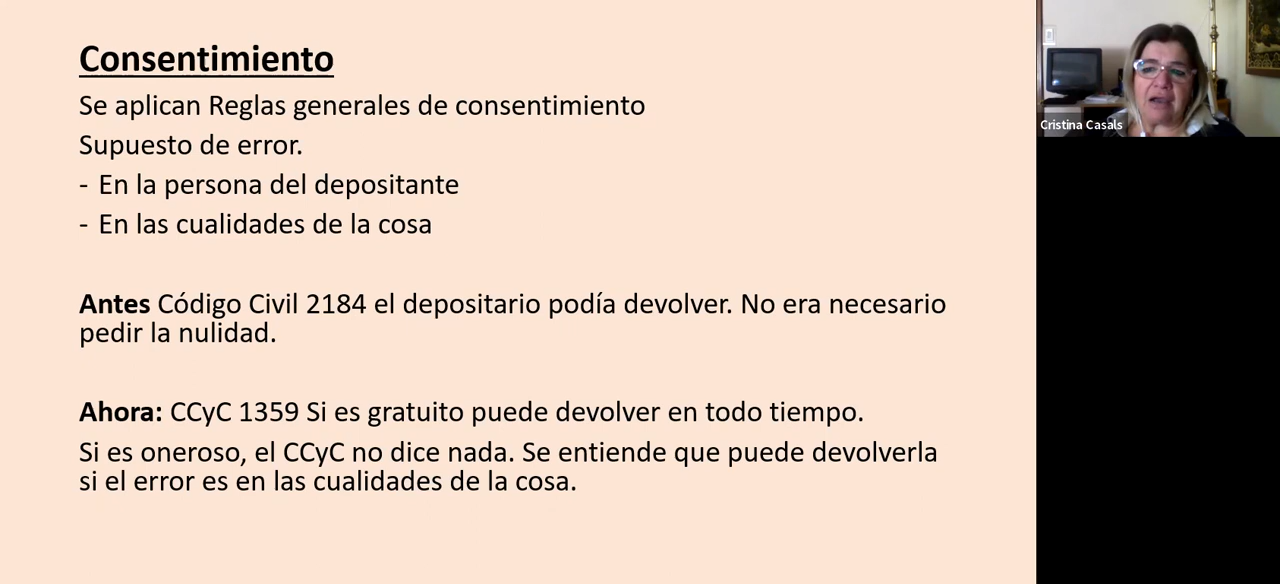 Consentimiento
Se aplican Reglas generales de consentimiento
Supuesto de error.
- En la persona del depositante
- En las cualidades de la cosa
Antes Código Civil 2184 el depositario podía devolver. No era necesario
pedir la nulidad.
Ahora: CCyC 1359 Si es gratuito puede devolver en todo tiempo.
Si es oneroso, el CCyC no dice nada. Se entiende que puede devolverla
si el error es en las cualidades de la cosa.
Cristina Casals